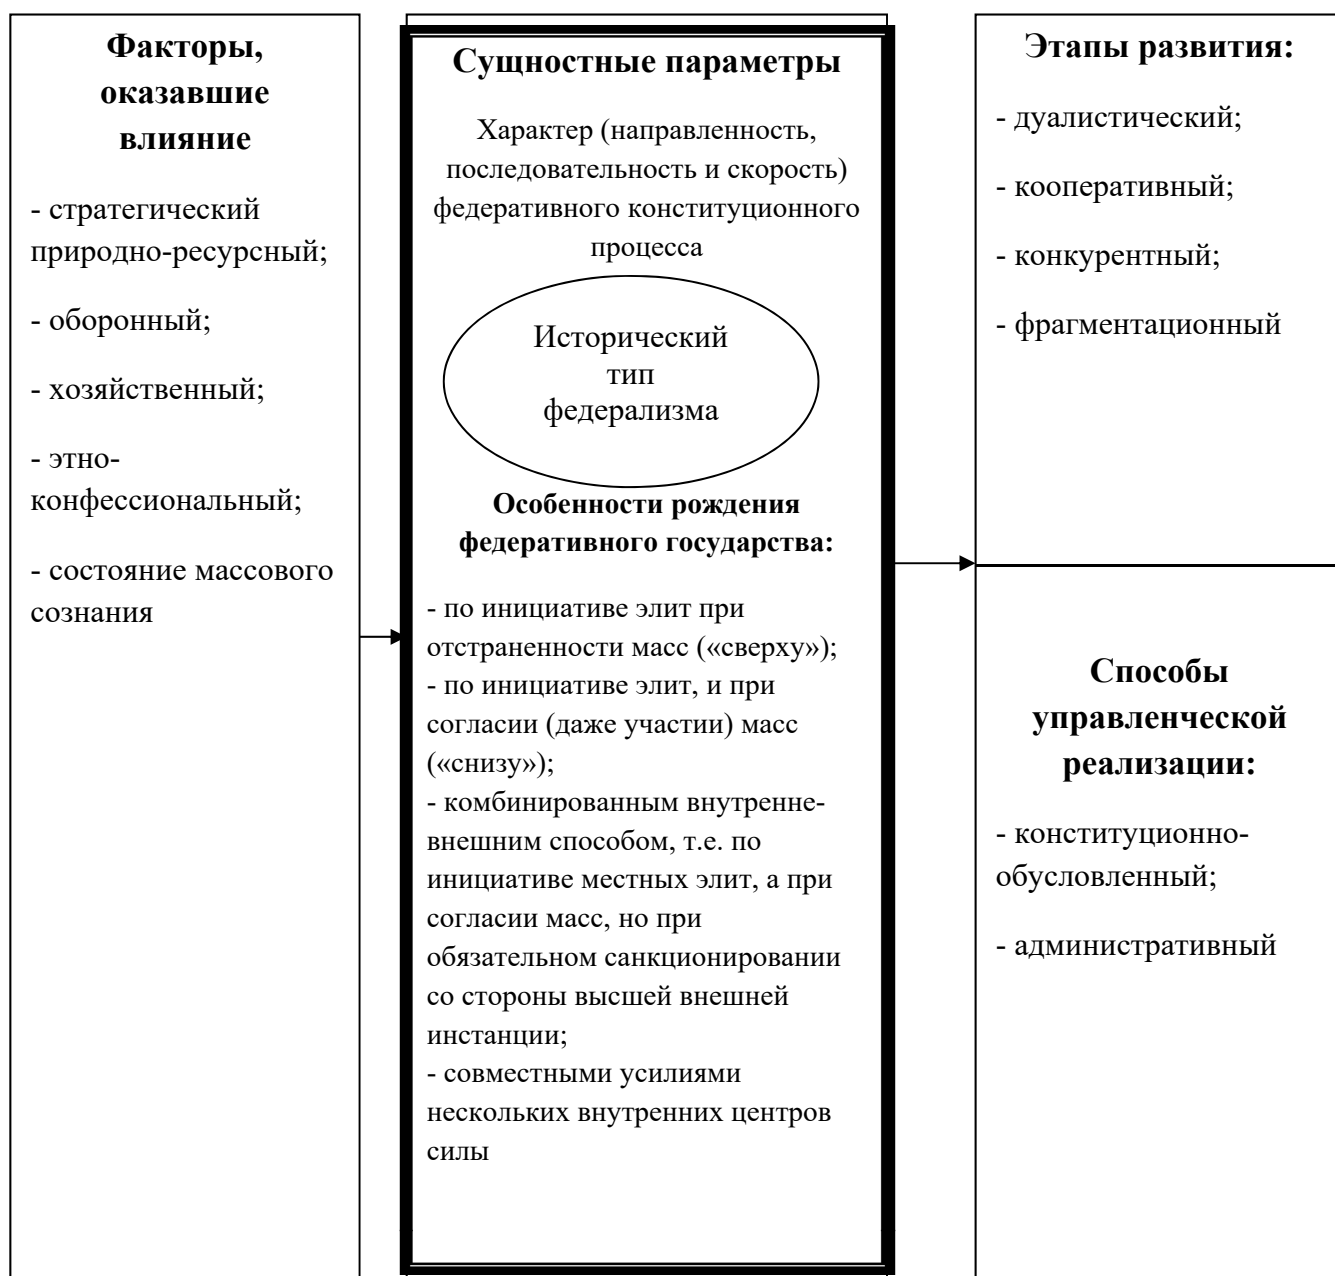 Факторы,
оказавшие
влияние
- стратегический
природно-ресурсный;
- оборонный;
- хозяйственный;
- этно-
конфессиональный;
- состояние массового
сознания
Сущностные параметры
Характер (направленность,
последовательность и скорость)
федеративного конституционного
процесса
Исторический
тип
федерализма
Особенности рождения
федеративного государства:
- по инициативе элит при
отстраненности масс («сверху»);
- по инициативе элит, и при
согласии (даже участии) масс
(«снизу»);
- комбинированным внутренне-
внешним способом, т.е. по
инициативе местных элит, а при
согласии масс, но при
обязательном санкционировании
со стороны высшей внешней
инстанции;
- совместными усилиями
нескольких внутренних центров
силы
Этапы развития:
- дуалистический;
- кооперативный;
- конкурентный;
- фрагментационный
Способы
управленческой
реализации:
- конституционно-
обусловленный;
- административный